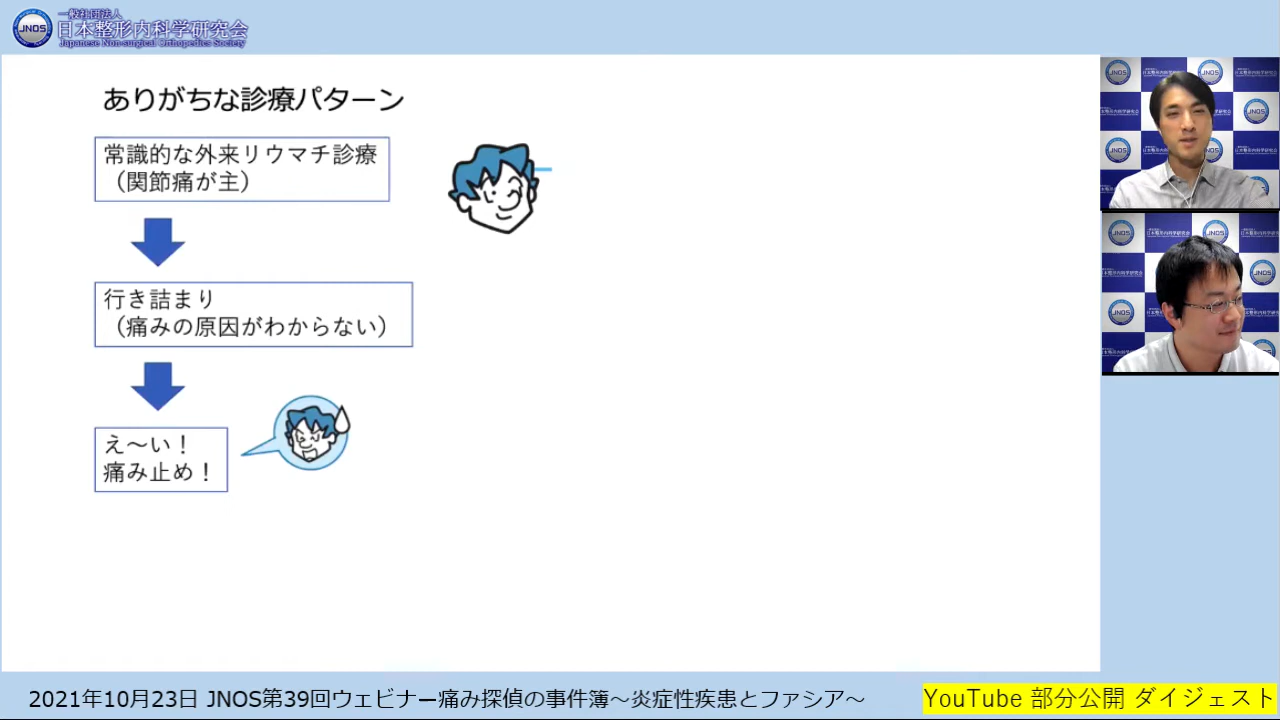 一般社団法人
日本整形内科学研究会
Japanese Non-surgical Orthopedics Society
JNOS
ありがちな診療パターン
常識的な外来リウマチ診療
（関節痛が主）
行き詰まり
（痛みの原因がわからない）
え～い！
痛み止め！
2021年10月23日 JNOS第39回ウェビナー痛み探偵の事件簿～炎症性疾患とファシア～
YouTube 部分公開 ダイジェスト